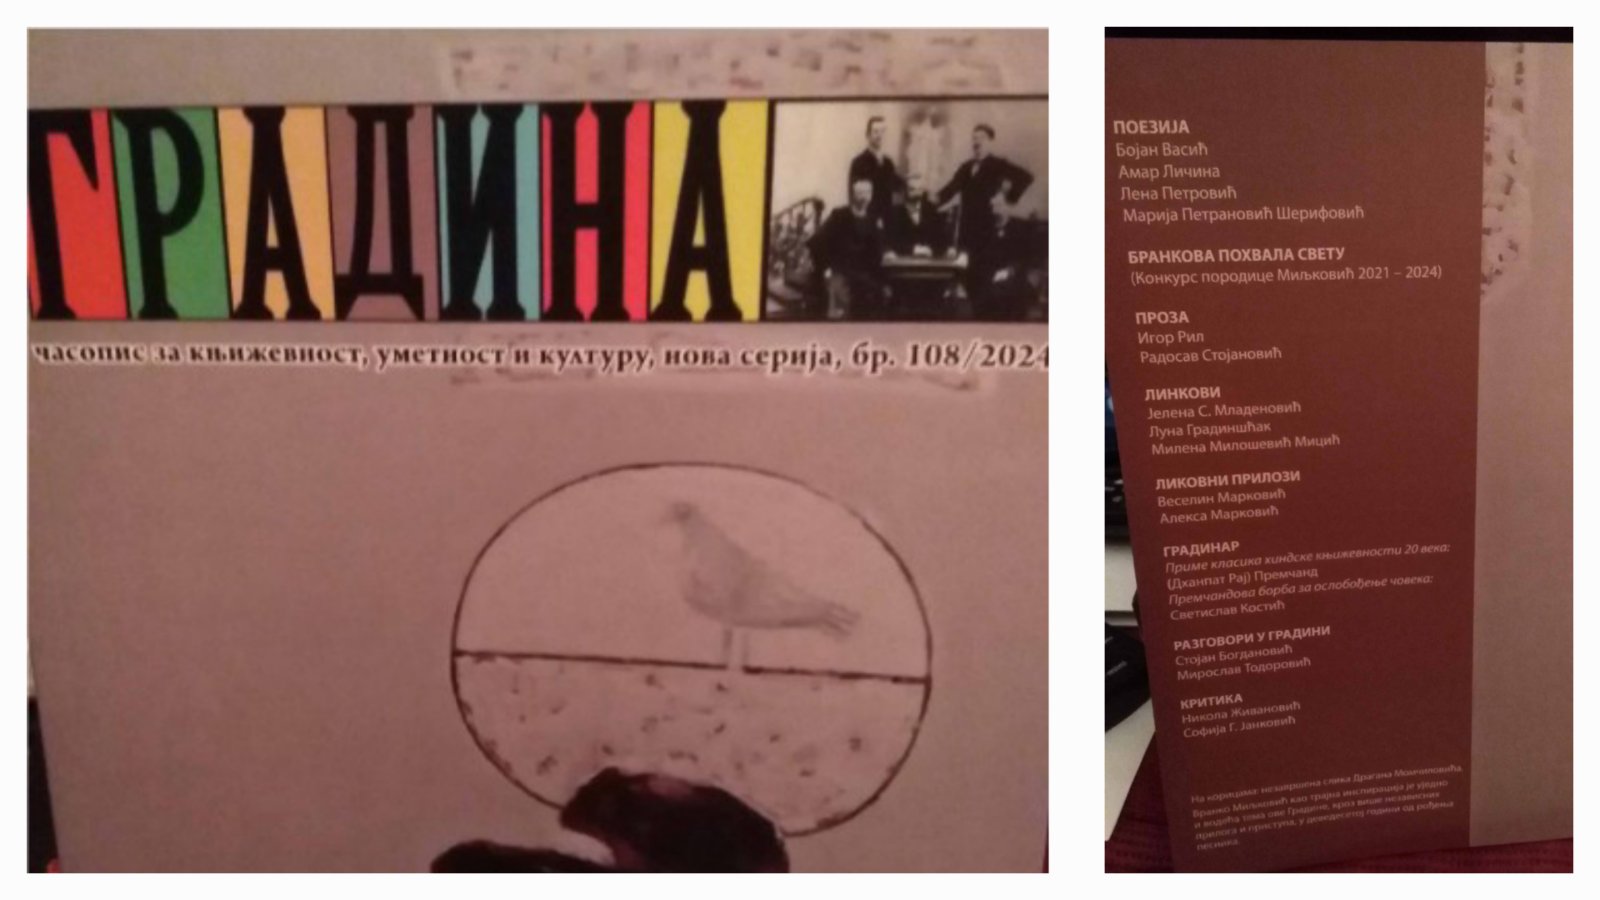 ГРАДИНА
часопис за књижевност, уметност и културу, нова серија, бр. 108/2024
ПОЕЗИЈА
Бојан Васић
Амар Личина
Лена Петровић
Марија Петрановић Шерифовић
БРАНКОВА ПОХВАЛА СВЕТУ
(Конкурс породице Миљковић 2021 – 2024)
ПРОЗА
Игор Рил
Радосав Стојановић
ЛИНКОВИ
Јелена С. Младеновић
Луна Градиншћак
Милена Милошевић Мицић
ЛИКОВНИ ПРИЛОЗИ
Веселин Марковић
Алекса Марковић
ГРАДИНАР
Приме класика хиндске књижевности 20 века:
(Дханпат Рај) Премчанд
Премчандова борба за ослобођење човека:
Светислав Костић
РАЗГОВОРИ У ГРАДИНИ
Стојан Богдановић
Мирослав Тодоровић
КРИТИКА
Никола Живановић
Софија Г. Јанковић
На корицама: незавршена слика Драгана Момчиловића.
Бранко Миљковић као трајна инспирација је уједно
и водећа тема ове Градине, кроз више независних
прилога и приступа, у деведесетој години од рођења
песника.